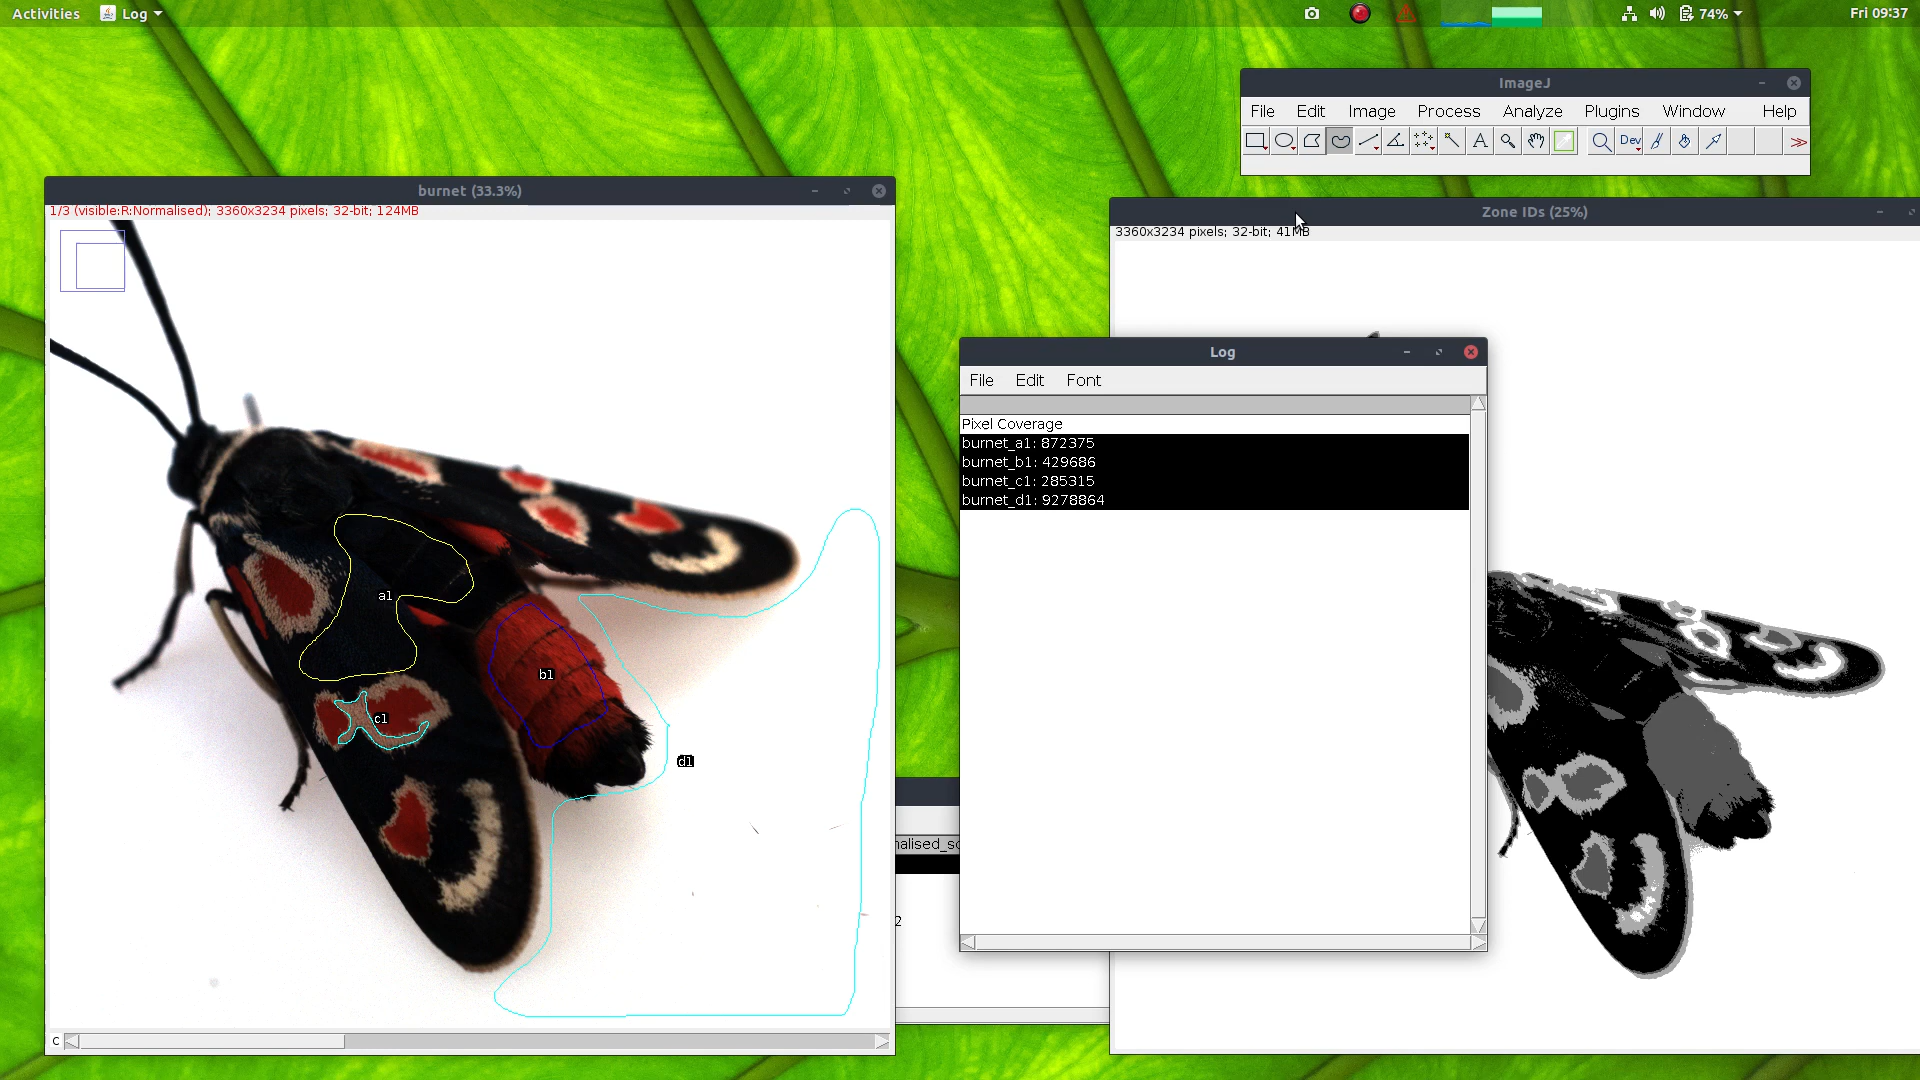 Activities Log 74% Fri 09:37
ImageJ
File Edit Image Process Analyze Plugins Window Help
A Dev >>
burnet (33.3%)
1/3 (visible:R:Normalised); 3360x3234 pixels; 32-bit; 124MB
Zone IDs (25%)
3360x3234 pixels; 32-bit; 41MB
Log
File Edit Font
Pixel Coverage
burnet_a1: 872375
burnet_b1: 429686
burnet_c1: 285315
burnet_d1: 9278864
a1
b1
c1
d1
2
C